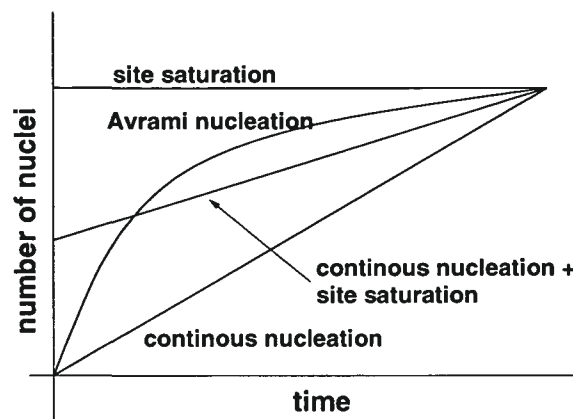 site saturation
Avrami nucleation
number of nuclei
continous nucleation +
site saturation
continous nucleation
time